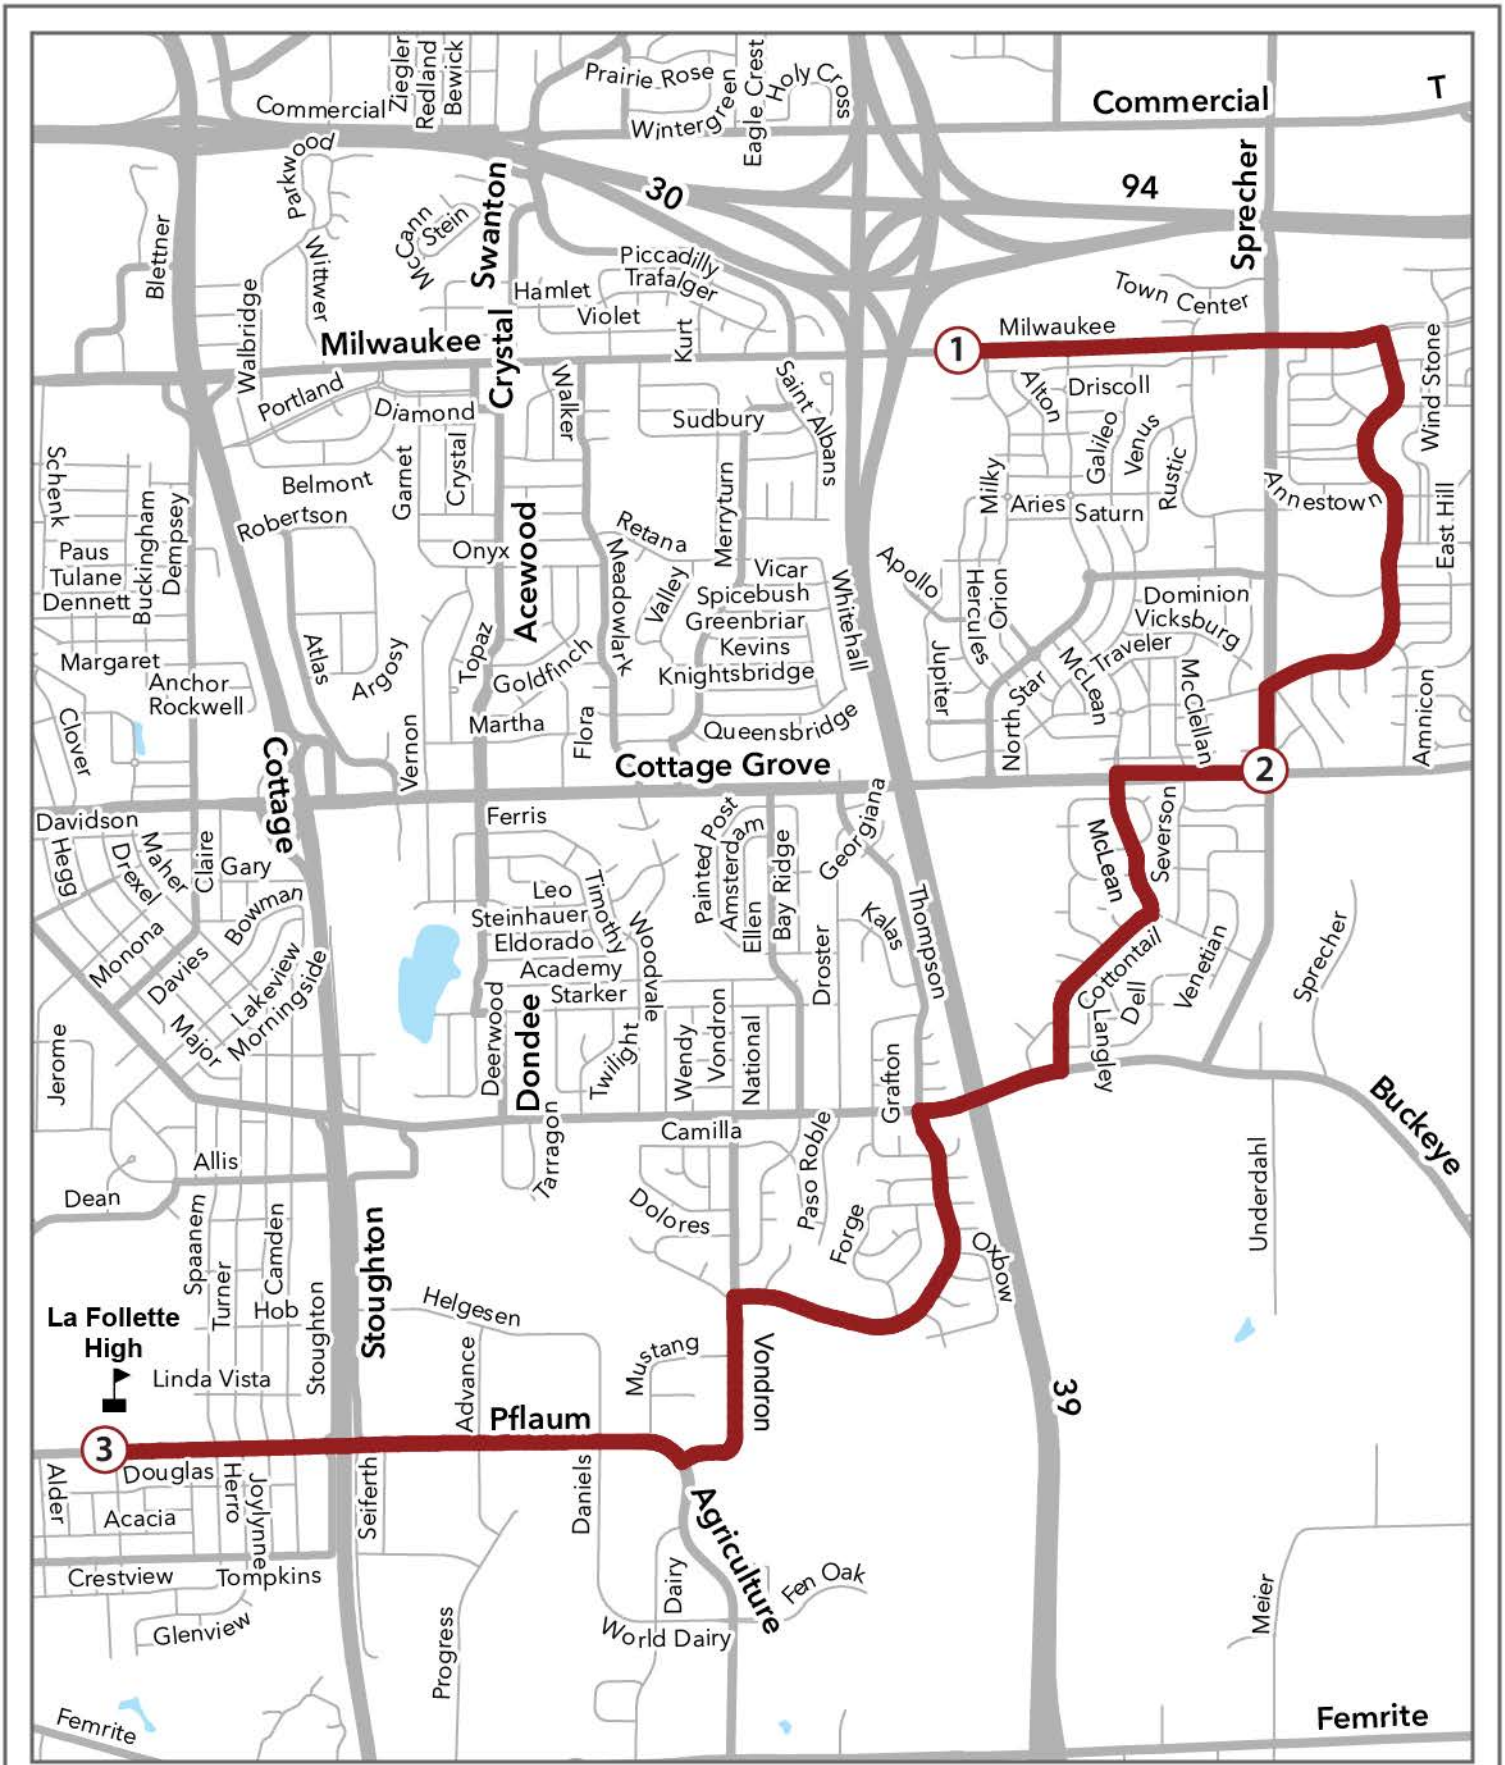 Ziegler
Redland
Bewick
Commercial
Prairie Rose
Wintergreen
Eagle Crest
Holy Cross
Commercial
T
Parkwood
Blettner
Wittwer
McCann
Stein
Swanton
30
94
Sprecher
Walbridge
Piccadilly
Trafalger
Hamlet
Violet
Kurt
Town Center
Milwaukee
Crystal
1
Milwaukee
Wind Stone
Portland
Diamond
Walker
Saint Albans
Sudbury
Alton
Driscoll
Galileo
Venus
Rustic
Schenk
Belmont
Garnet
Crystal
Merryturn
Milky
Aries
Saturn
Annestown
East Hill
Robertson
Buckingham
Dempsey
Acewood
Onyx
Retana
Paus
Tulane
Dennett
Meadowlark
Valley
Vicar
Spicebush
Greenbriar
Kevins
Knightsbridge
Whitehall
Apollo
Hercules
Orion
Dominion
Vicksburg
Traveler
Margaret
Anchor
Rockwell
Atlas
Argosy
Topaz
Goldfinch
Jupiter
North Star
McLean
McClellan
Amnicon
Clover
Cottage
Grove
Vernon
Martha
Flora
Queensbridge
Cottage Grove
2
Davidson
Hegg
Drexel
Maher
Claire
Gary
Bowman
Ferris
Painted Post
Amsterdam
Ellen
Bay Ridge
Georgiana
McLean
Severson
Leo
Steinhauer
Eldorado
Academy
Starker
Timothy
Woodvale
Kalas
Thompson
Monona
Davies
Lakeview
Morningside
Major
Jerome
Deerwood
Dondee
Twilight
Wendy
Vondron
National
Droster
Grafton
Cottontail
Dell
Langley
Venetian
Sprecher
Buckeye
Camilla
Tarragon
Allis
Dean
Spaanem
Turner
Camden
Hob
Stoughton
Stoughton
Dolores
Paso Roble
Forge
Oxbow
Underdahl
La Follette
High
Linda Vista
Helgesen
Advance
Mustang
Vondron
39
3
Pflaum
Alder
Douglas
Herro
Joylynne
Acacia
Seiferth
Daniels
Agriculture
Crestview
Tompkins
Glenview
Progress
Dairy
Fen Oak
World Dairy
Meier
Femrite
Femrite